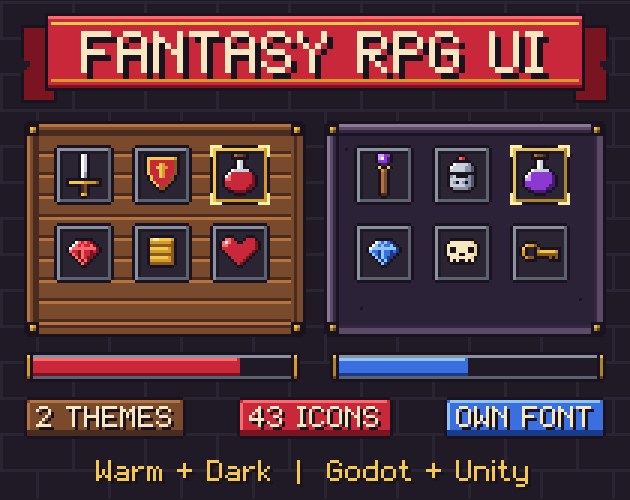 FANTASY RPG UI
2 THEMES
43 ICONS
OWN FONT
Warm + Dark | Godot + Unity